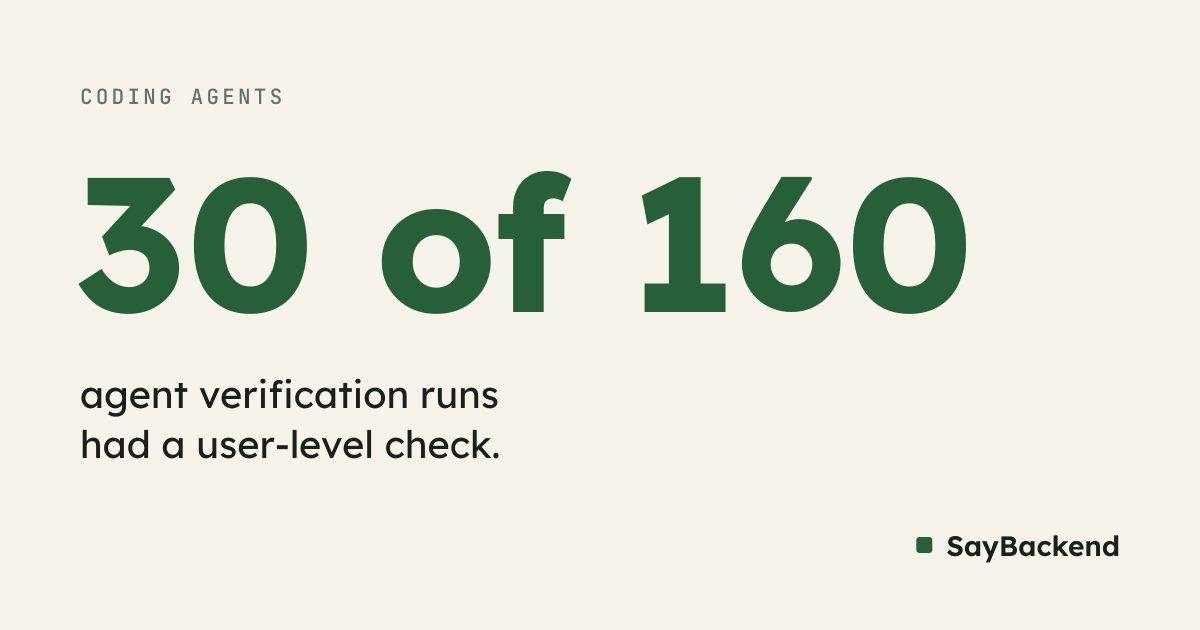 CODING AGENTS
30 of 160
agent verification runs
had a user-level check.
SayBackend